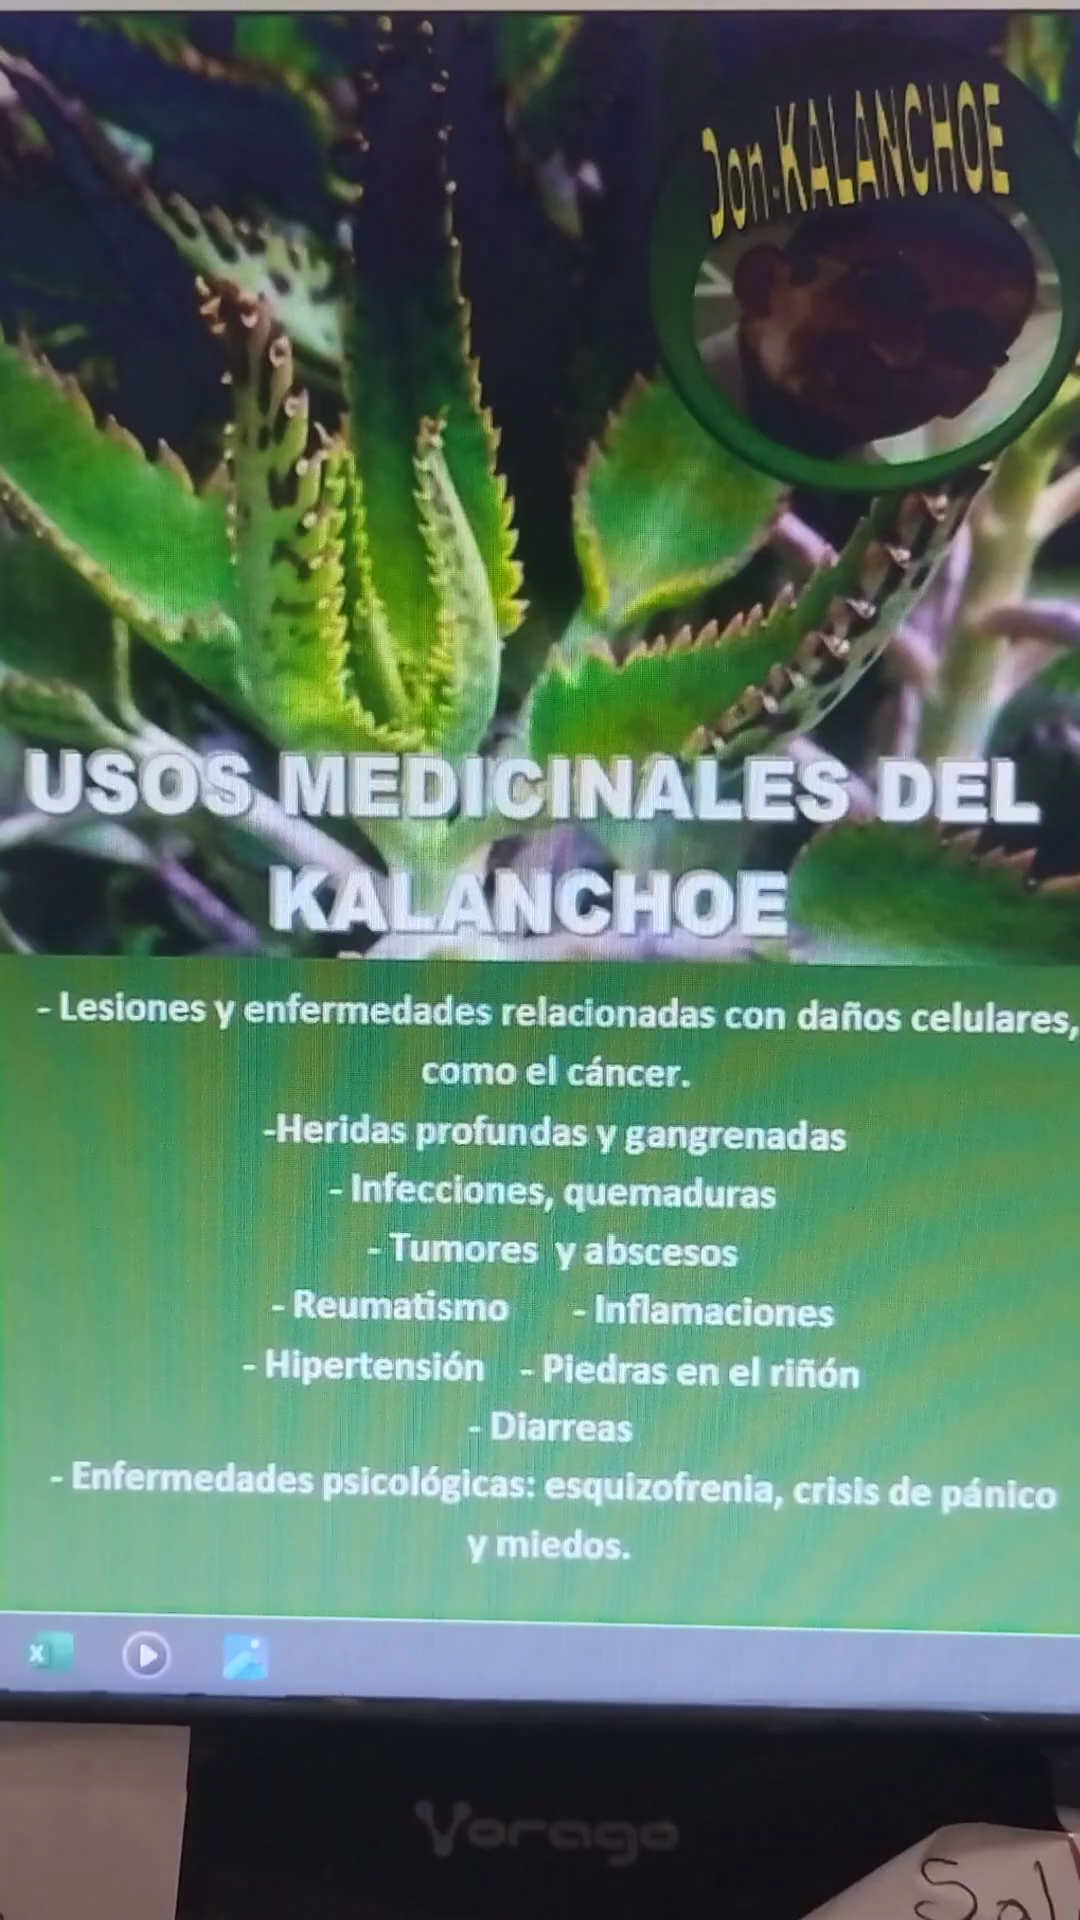 Jon.KALANCHOE
USOS MEDICINALES DEL
KALANCHOE
- Lesiones y enfermedades relacionadas con daños celulares,
como el cáncer.
-Heridas profundas y gangrenadas
- Infecciones, quemaduras
- Tumores y abscesos
- Reumatismo - Inflamaciones
- Hipertensión - Piedras en el riñón
- Diarreas
- Enfermedades psicológicas: esquizofrenia, crisis de pánico
y miedos.
X
Vorago
Sal